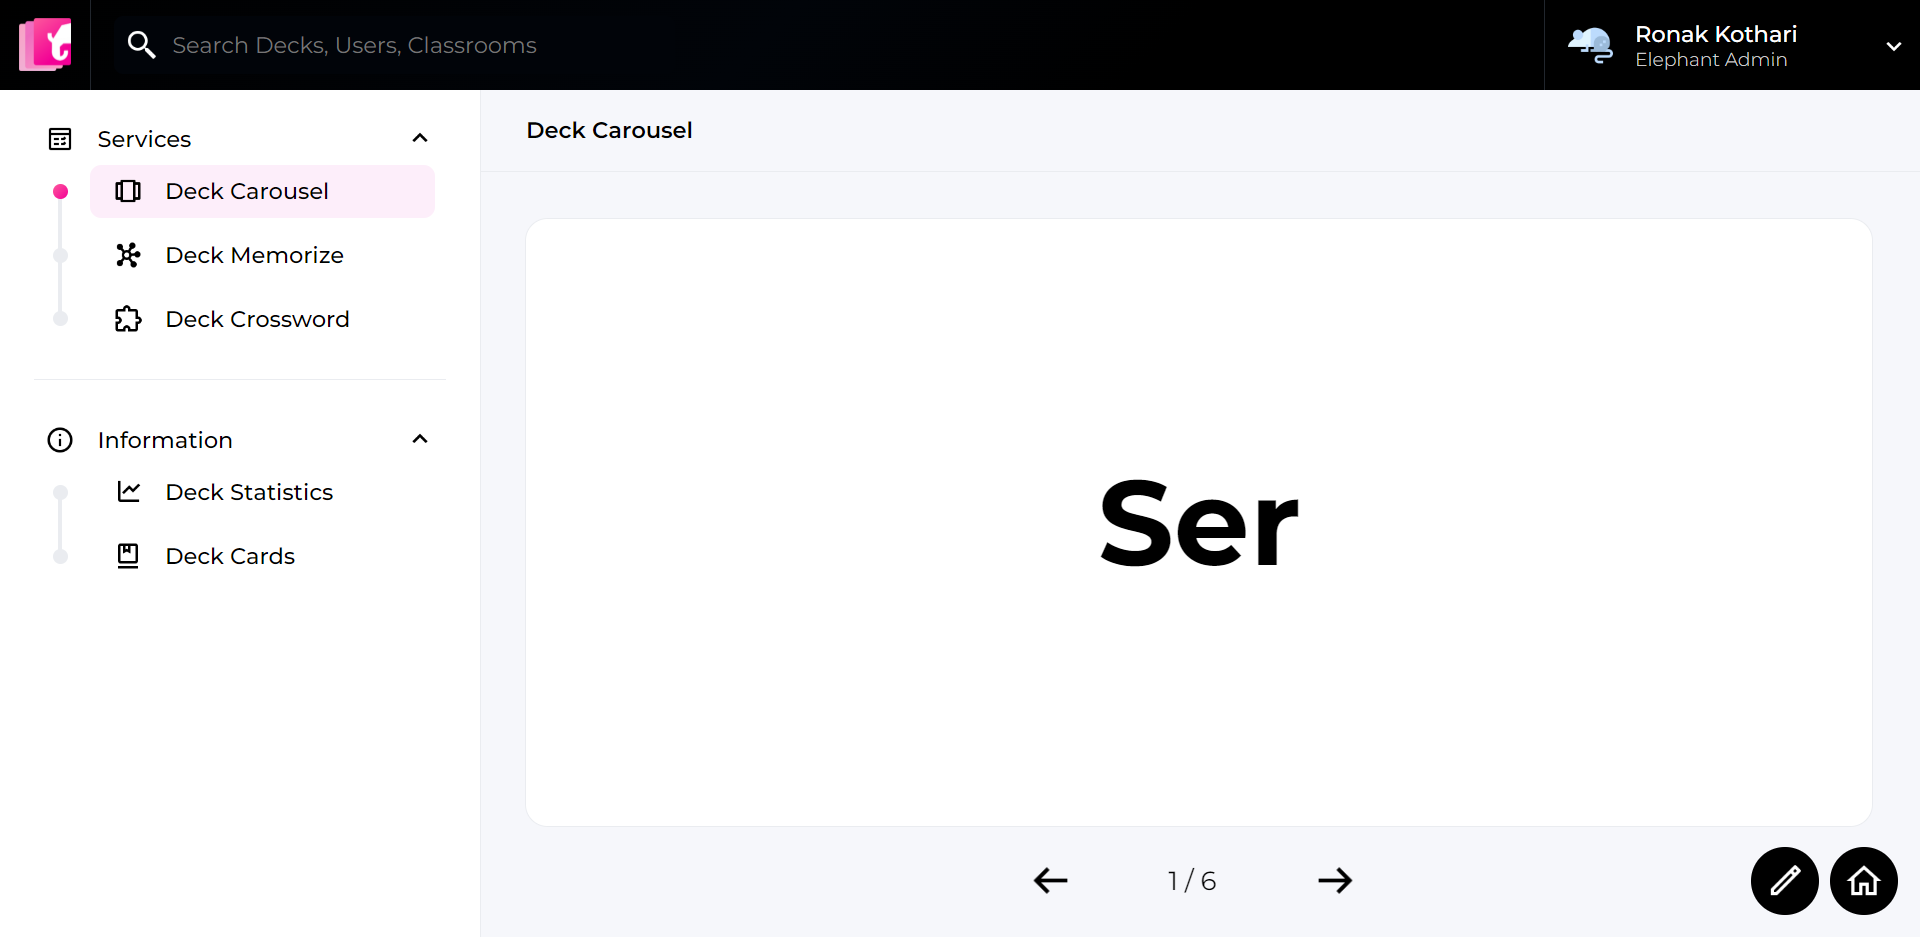 Search Decks, Users, Classrooms
Ronak Kothari
Elephant Admin
Services
Deck Carousel
Deck Memorize
Deck Crossword
Information
Deck Statistics
Deck Cards
Deck Carousel
Ser
1 / 6